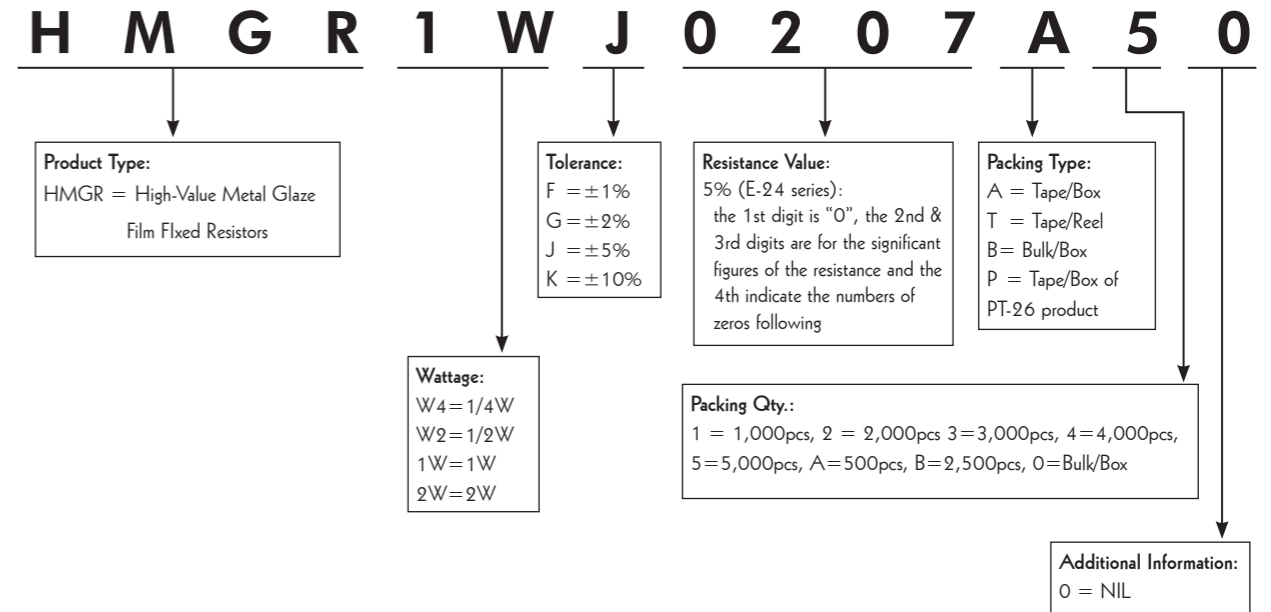 H M G R 1 W J 0 2 0 7 A 5 0
Product Type:
HMGR = High-Value Metal Glaze
Film FIxed Resistors
Tolerance:
F =±1%
G=±2%
J =±5%
K =±10%
Resistance Value:
5% (E-24 series):
the 1st digit is “0”, the 2nd &
3rd digits are for the significant
figures of the resistance and the
4th indicate the numbers of
zeros following
Packing Type:
A = Tape/Box
T = Tape/Reel
B= Bulk/Box
P = Tape/Box of
PT-26 product
Wattage:
W4=1/4W
W2=1/2W
1W=1W
2W=2W
Packing Qty.:
1 = 1,000pcs, 2 = 2,000pcs 3=3,000pcs, 4=4,000pcs,
5=5,000pcs, A=500pcs, B=2,500pcs, 0=Bulk/Box
Additional Information:
0 = NIL